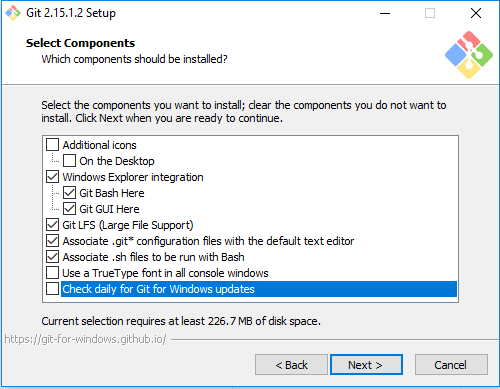 Git 2.15.1.2 Setup
Select Components
Which components should be installed?
Select the components you want to install; clear the components you do not want to
install. Click Next when you are ready to continue.
Additional icons
On the Desktop
Windows Explorer integration
Git Bash Here
Git GUI Here
Git LFS (Large File Support)
Associate .git* configuration files with the default text editor
Associate .sh files to be run with Bash
Use a TrueType font in all console windows
Check daily for Git for Windows updates
Current selection requires at least 226.7 MB of disk space.
https://git-for-windows.github.io/
< Back
Next >
Cancel